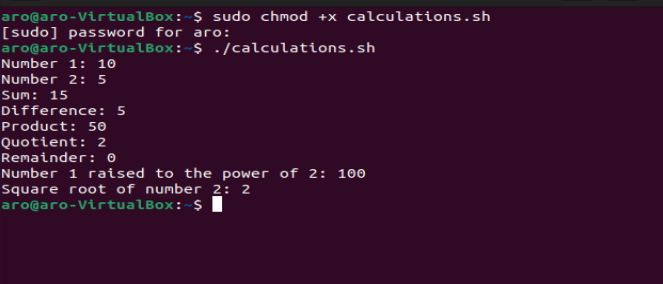 aro@aro-VirtualBox:~$ sudo chmod +x calculations.sh
[sudo] password for aro:
aro@aro-VirtualBox:~$ ./calculations.sh
Number 1: 10
Number 2: 5
Sum: 15
Difference: 5
Product: 50
Quotient: 2
Remainder: 0
Number 1 raised to the power of 2: 100
Square root of number 2: 2
aro@aro-VirtualBox:~$